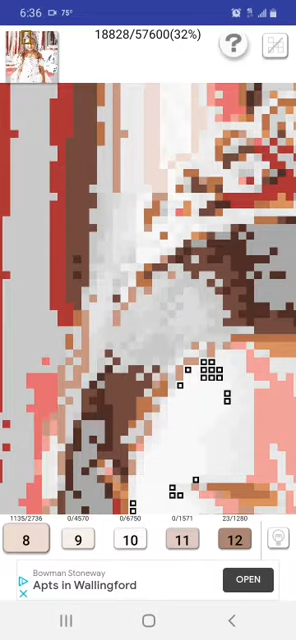 6:36 75°
18828/57600(32%)
?
1135/2736 0/4570 0/6750 0/1571 23/1280
8 9 10 11 12
Bowman Stoneway
Apts in Wallingford
OPEN